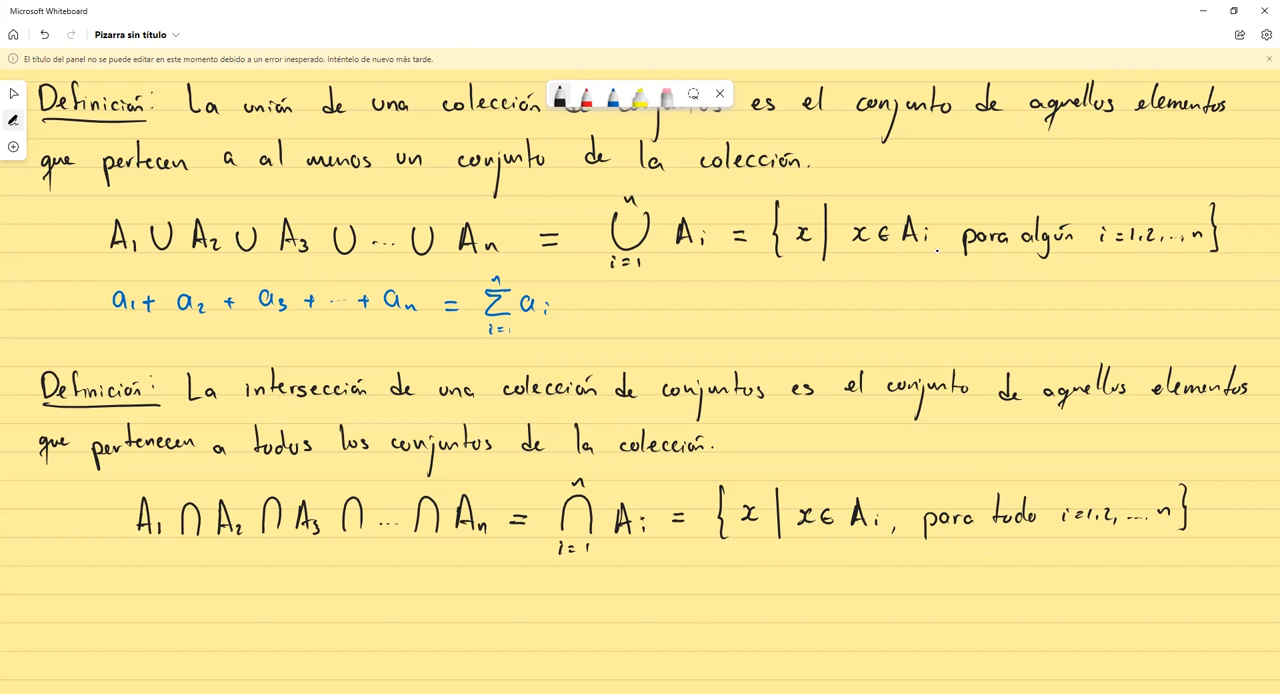 Microsoft Whiteboard
Pizarra sin título
El título del panel no se puede editar en este momento debido a un error inesperado. Inténtelo de nuevo más tarde.
Definición: La unión de una colección es el conjunto de aquellos elementos
que pertecen a al menos un conjunto de la colección.
A₁ ∪ A₂ ∪ A₃ ∪ ... ∪ Aₙ = ⋃ᵢ₌₁ⁿ Aᵢ = { x | x ∈ Aᵢ para algún i=1,2,...,n }
a₁ + a₂ + a₃ + ... + aₙ = ∑ᵢ₌₁ⁿ aᵢ
Definición: La intersección de una colección de conjuntos es el conjunto de aquellos elementos
que pertenecen a todos los conjuntos de la colección.
A₁ ∩ A₂ ∩ A₃ ∩ ... ∩ Aₙ = ⋂ᵢ₌₁ⁿ Aᵢ = { x | x ∈ Aᵢ, para todo i=1,2,...n }